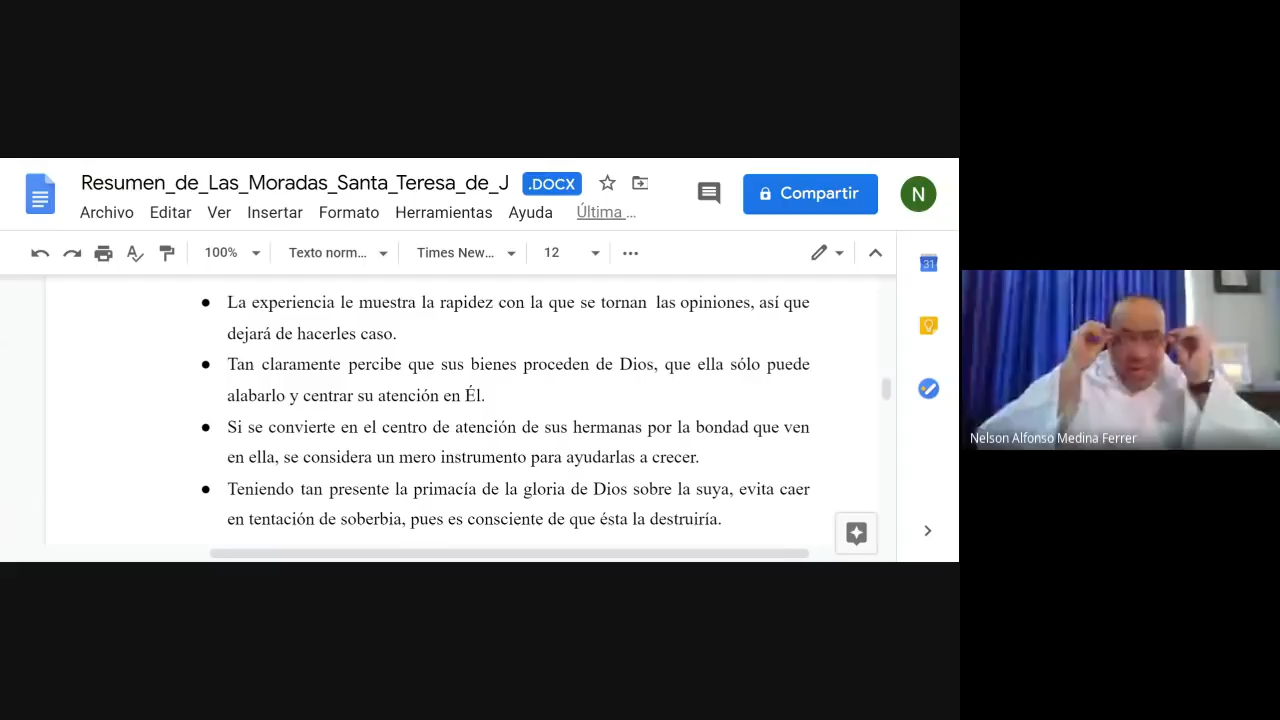 Resumen_de_Las_Moradas_Santa_Teresa_de_J .DOCX
Compartir
N
Archivo Editar Ver Insertar Formato Herramientas Ayuda Última ...
100% Texto norm... Times New... 12
31
La experiencia le muestra la rapidez con la que se tornan las opiniones, así que
dejará de hacerles caso.
Tan claramente percibe que sus bienes proceden de Dios, que ella sólo puede
alabarlo y centrar su atención en Él.
Si se convierte en el centro de atención de sus hermanas por la bondad que ven
en ella, se considera un mero instrumento para ayudarlas a crecer.
Teniendo tan presente la primacía de la gloria de Dios sobre la suya, evita caer
en tentación de soberbia, pues es consciente de que ésta la destruiría.
Nelson Alfonso Medina Ferrer